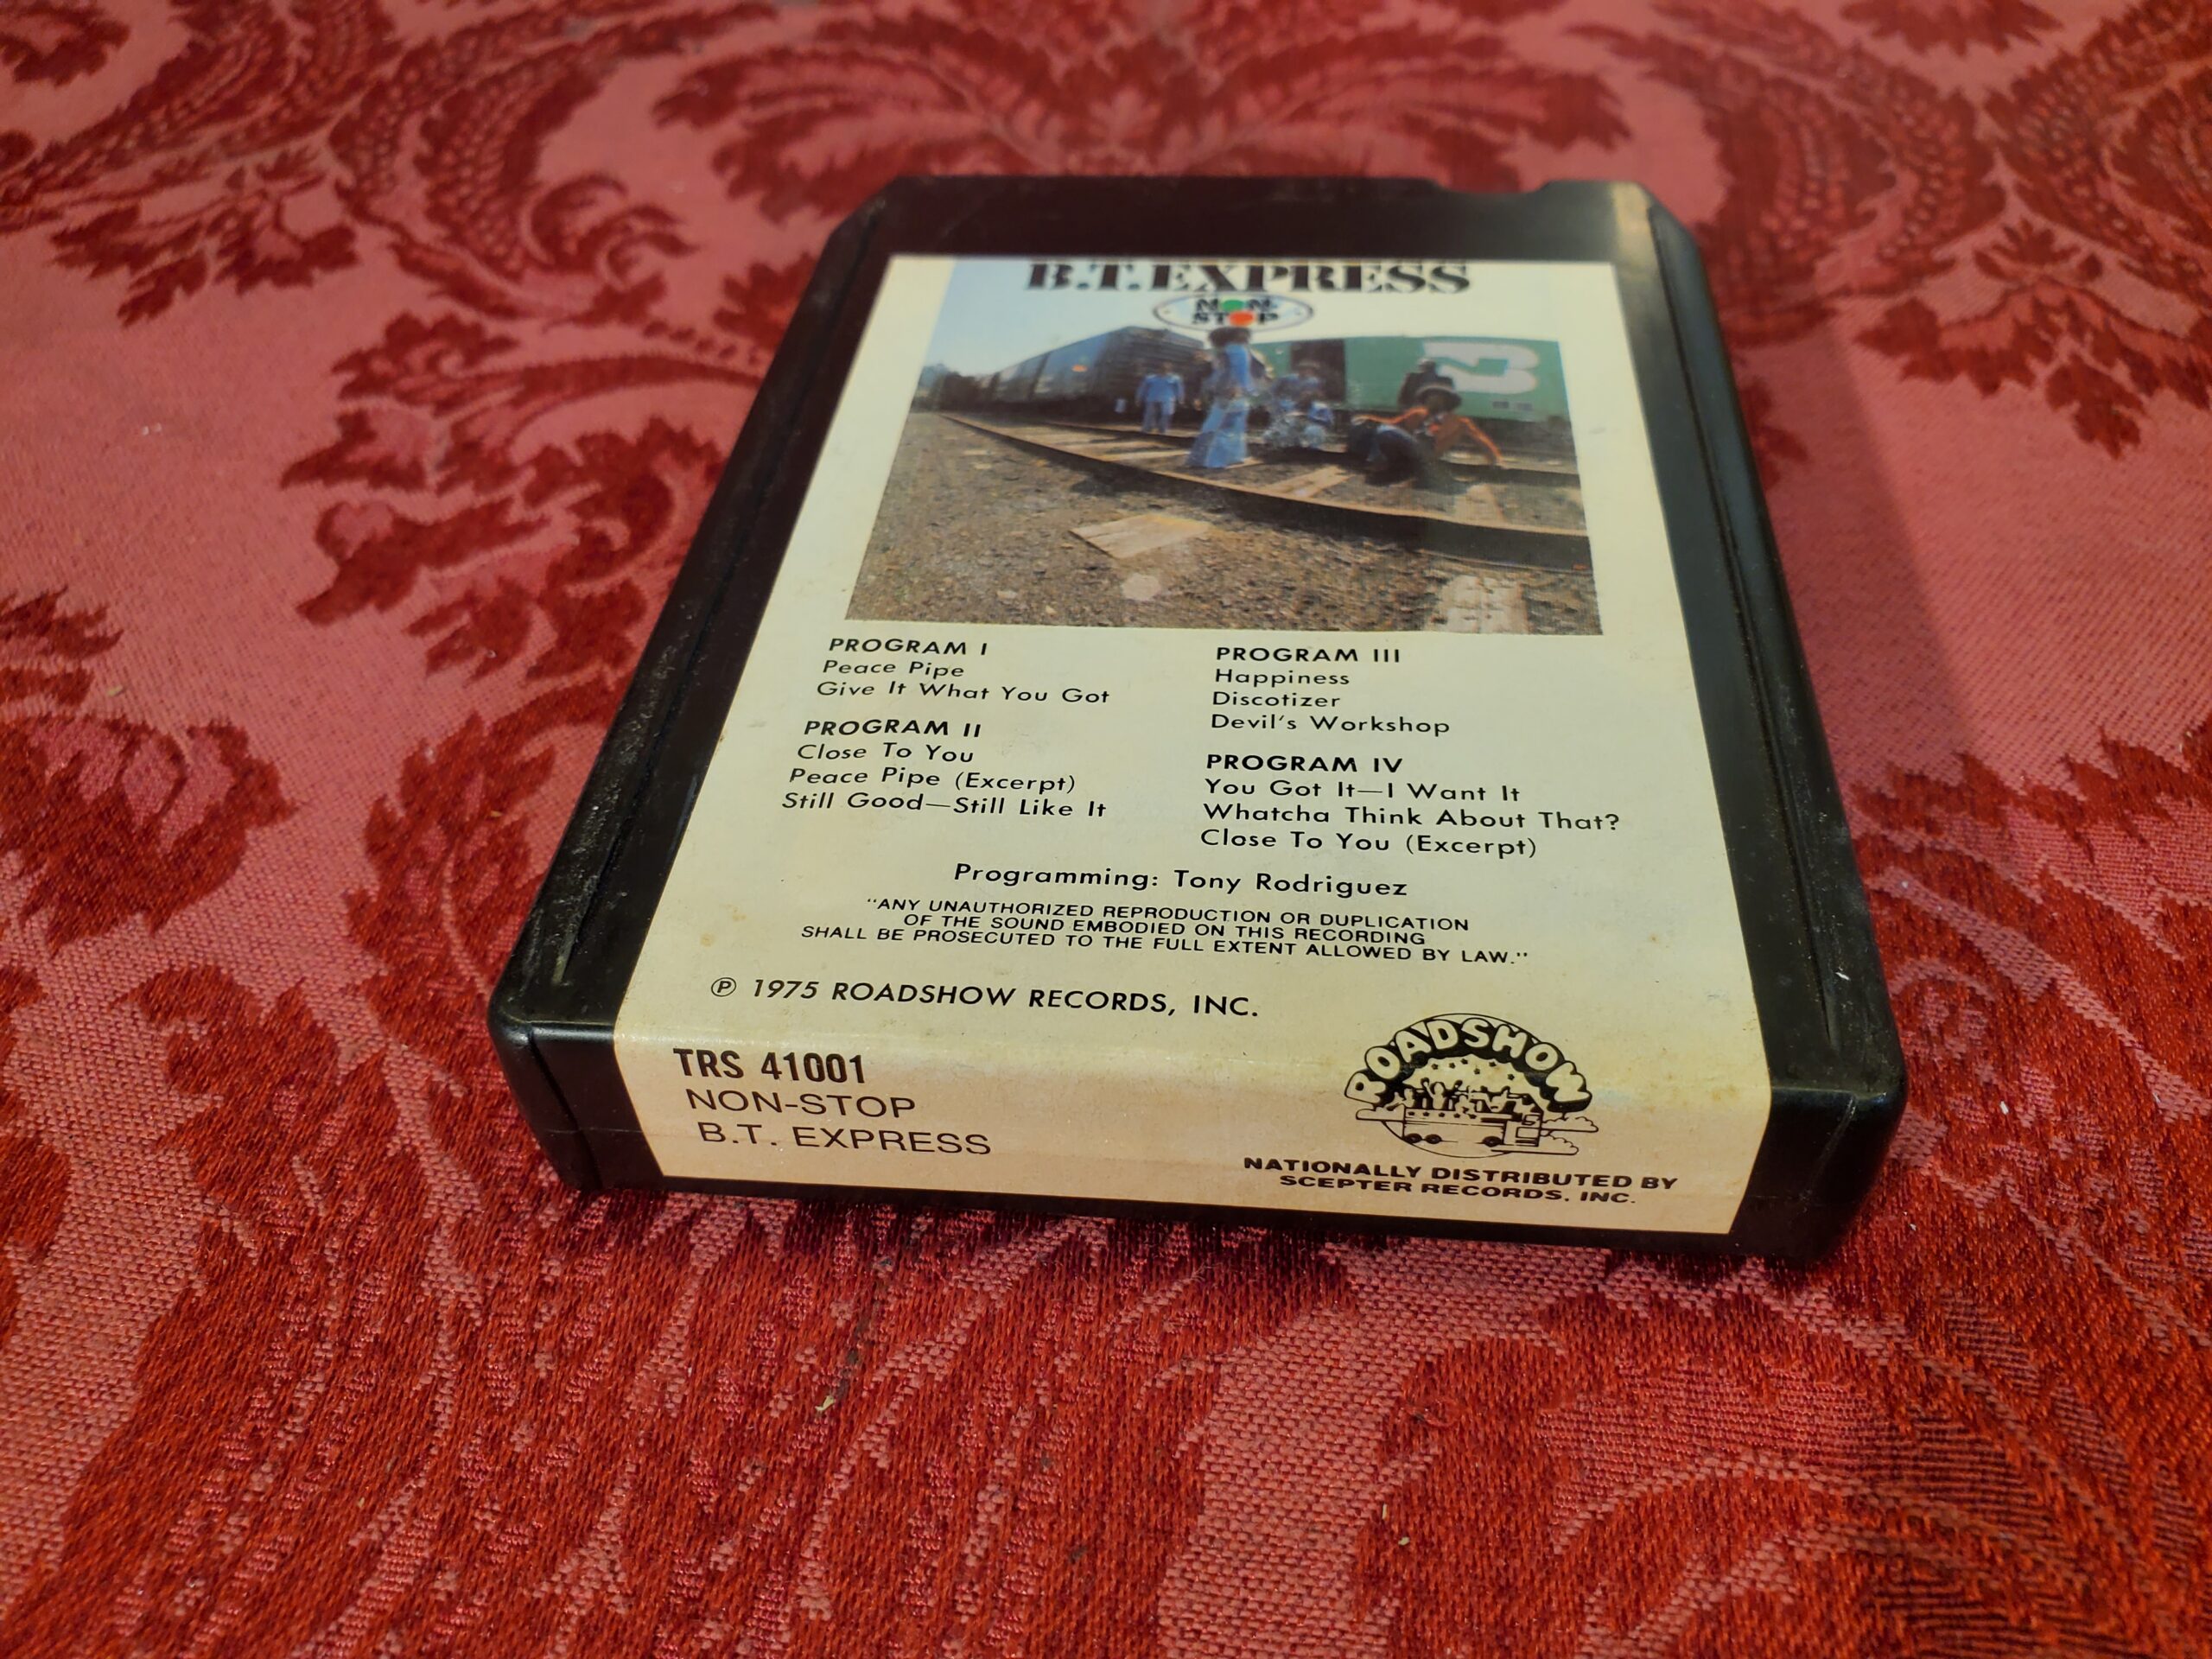 B.T.EXPRESS
NON-
STOP
PROGRAM I
Peace Pipe
Give It What You Got
PROGRAM II
Close To You
Peace Pipe (Excerpt)
Still Good—Still Like It
PROGRAM III
Happiness
Discotizer
Devil's Workshop
PROGRAM IV
You Got It—I Want It
Whatcha Think About That?
Close To You (Excerpt)
Programming: Tony Rodriguez
"ANY UNAUTHORIZED REPRODUCTION OR DUPLICATION
OF THE SOUND EMBODIED ON THIS RECORDING
SHALL BE PROSECUTED TO THE FULL EXTENT ALLOWED BY LAW."
℗ 1975 ROADSHOW RECORDS, INC.
TRS 41001
NON-STOP
B.T. EXPRESS
ROADSHOW
NATIONALLY DISTRIBUTED BY
SCEPTER RECORDS, INC.